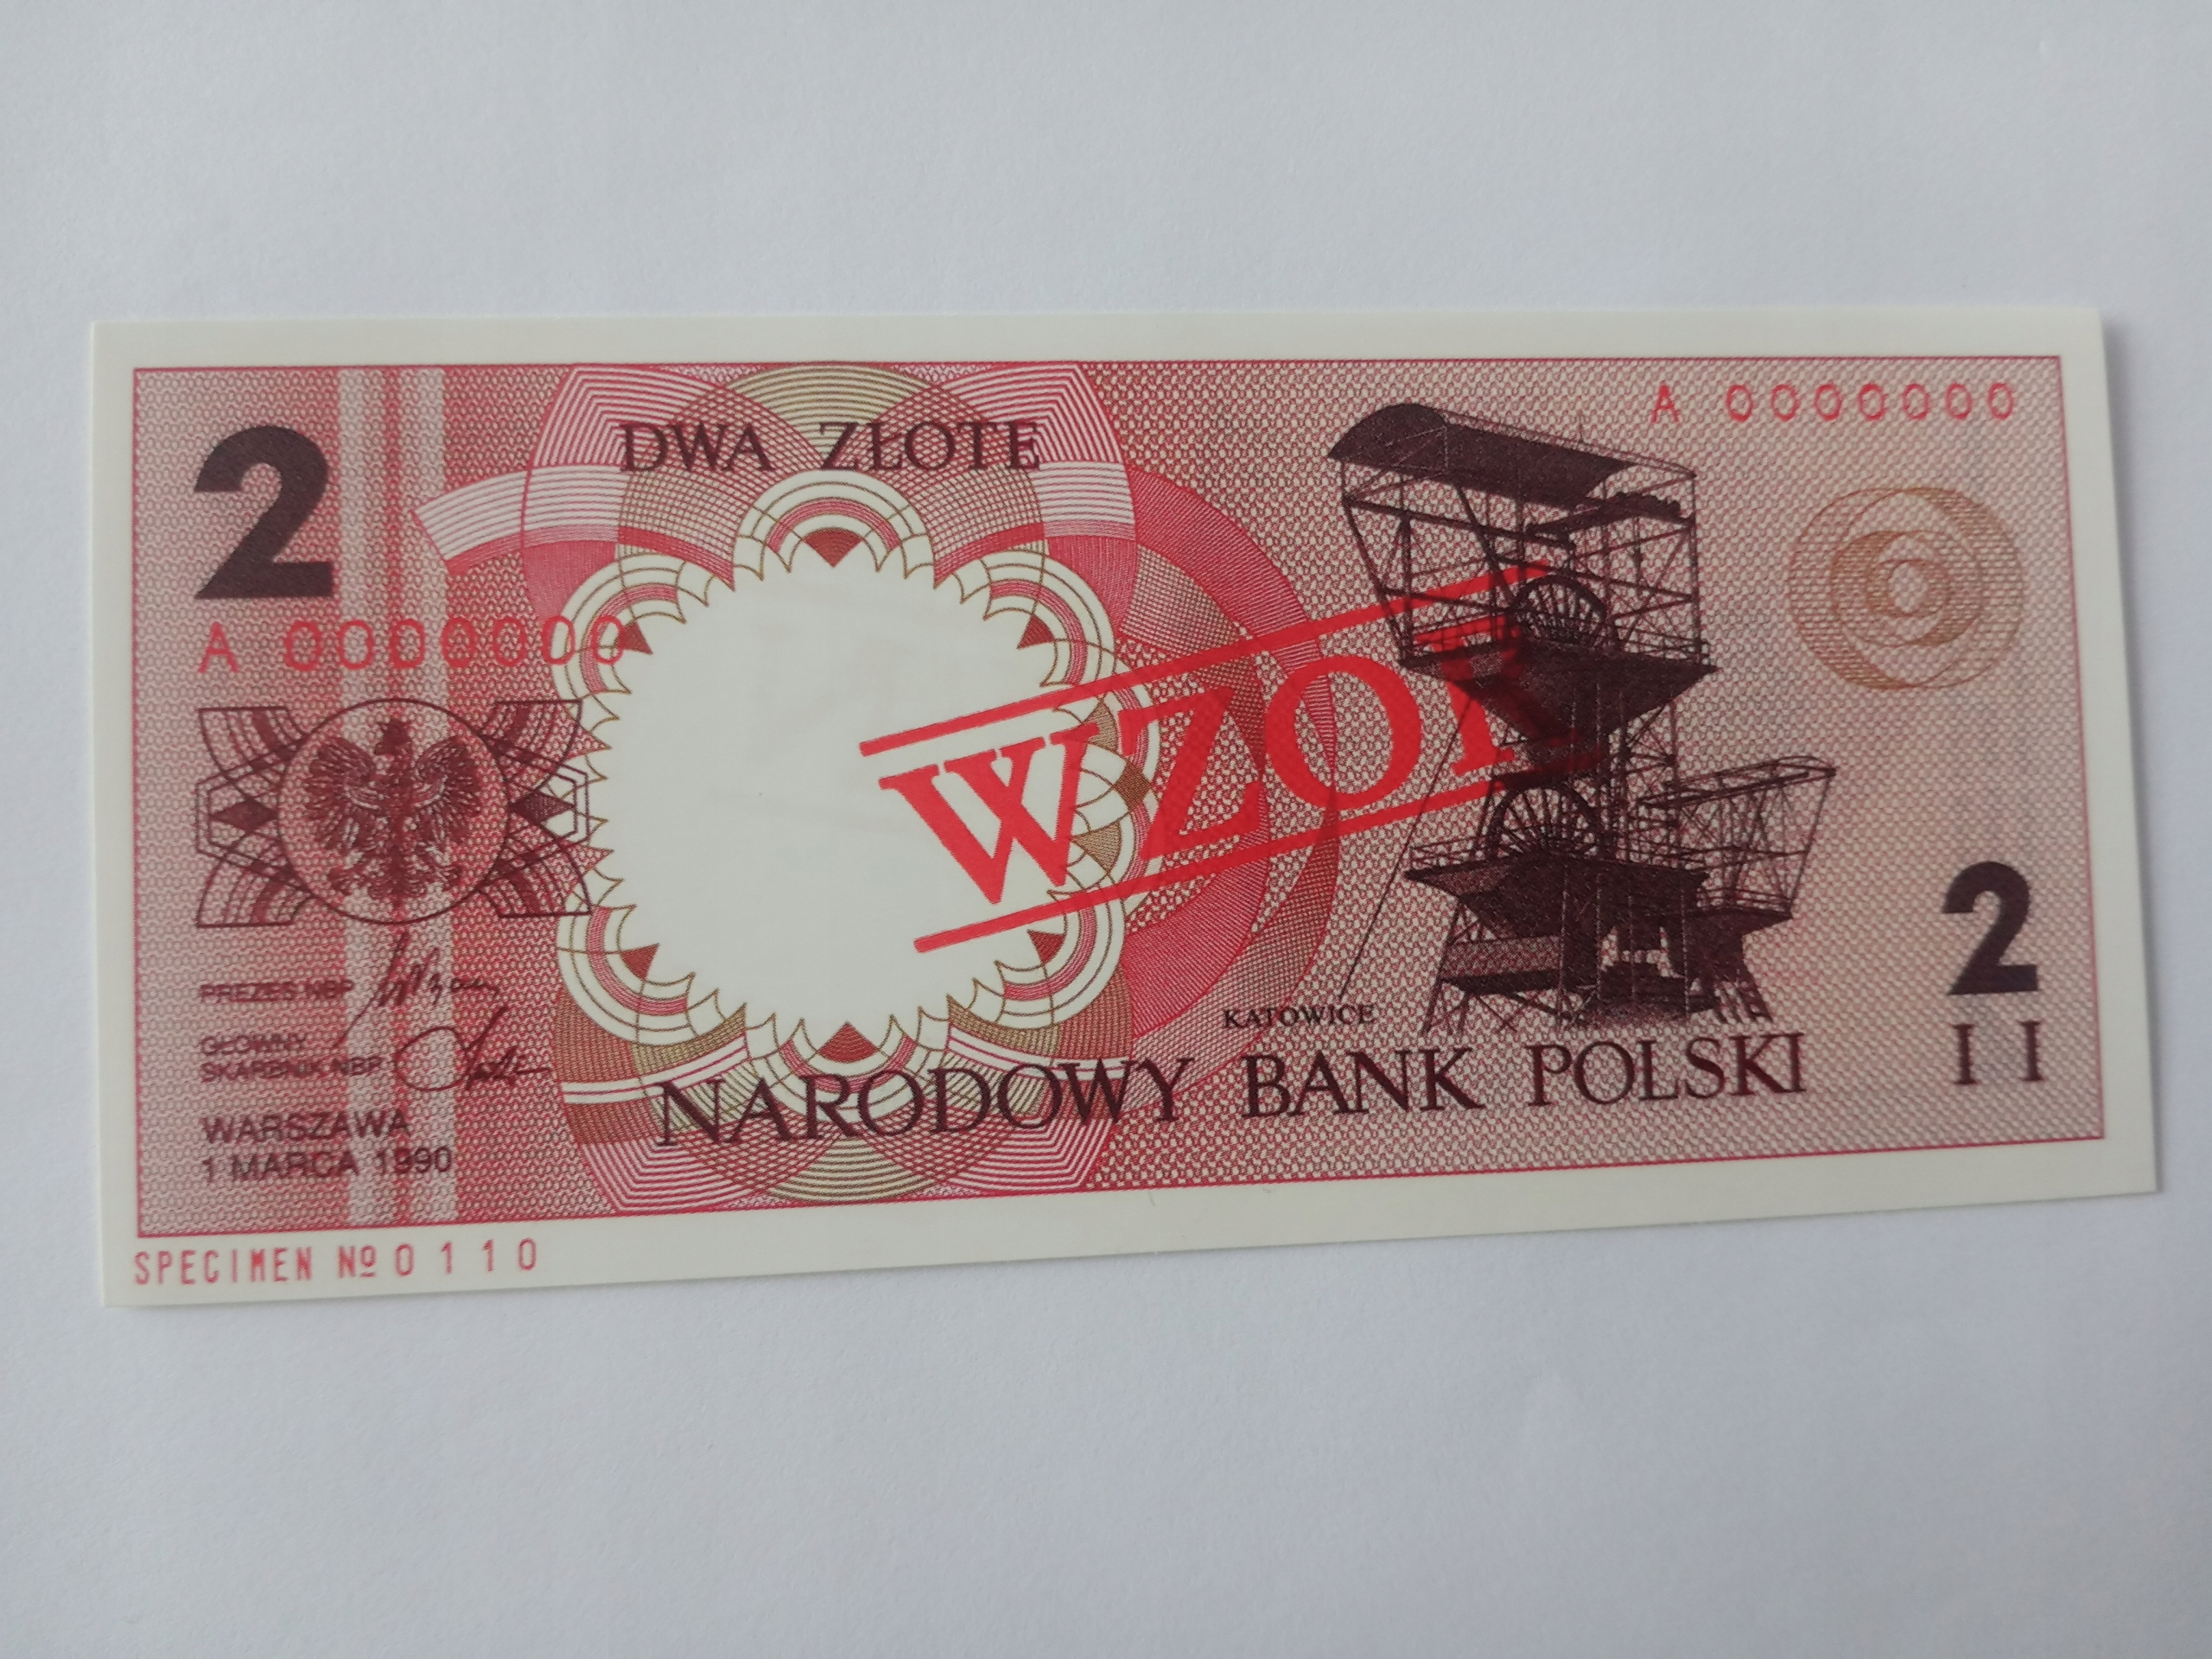 A 0000000
2
DWA ZŁOTE
A 0000000
WZOR
PREZES NBP
GŁÓWNY
SKARBNIK NBP
WARSZAWA
1 MARCA 1990
KATOWICE
NARODOWY BANK POLSKI
2
II
SPECIMEN № 0110